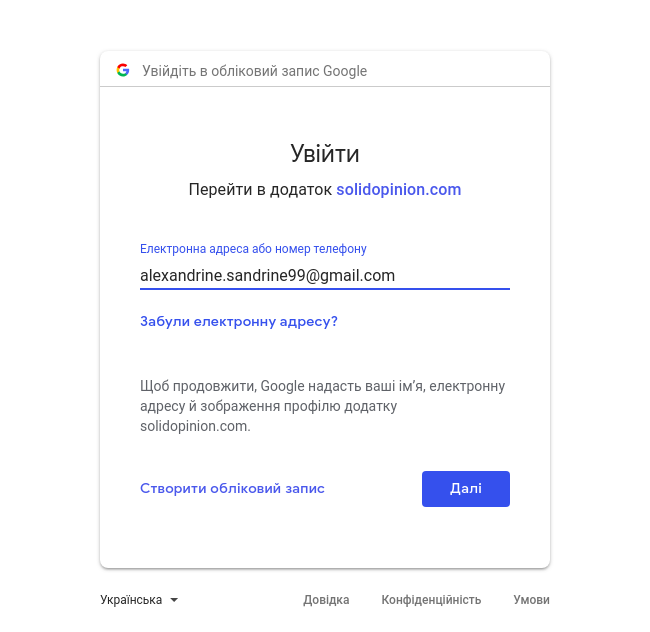 Увійдіть в обліковий запис Google
Увійти
Перейти в додаток solidopinion.com
Електронна адреса або номер телефону
alexandrine.sandrine99@gmail.com
Забули електронну адресу?
Щоб продовжити, Google надасть ваші ім’я, електронну
адресу й зображення профілю додатку
solidopinion.com.
Створити обліковий запис Далі
Українська Довідка Конфіденційність Умови